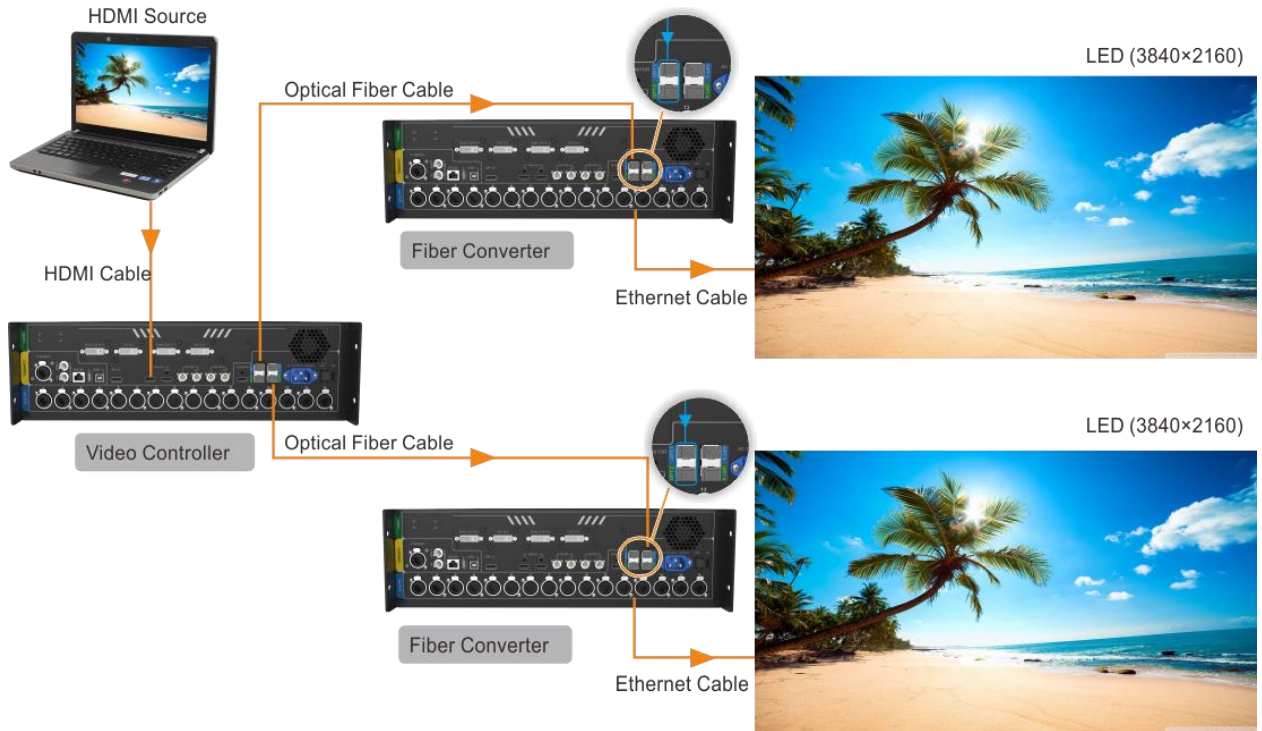 HDMI Source
LED (3840×2160)
Optical Fiber Cable
Fiber Converter
HDMI Cable
Ethernet Cable
LED (3840×2160)
Optical Fiber Cable
Video Controller
Fiber Converter
Ethernet Cable